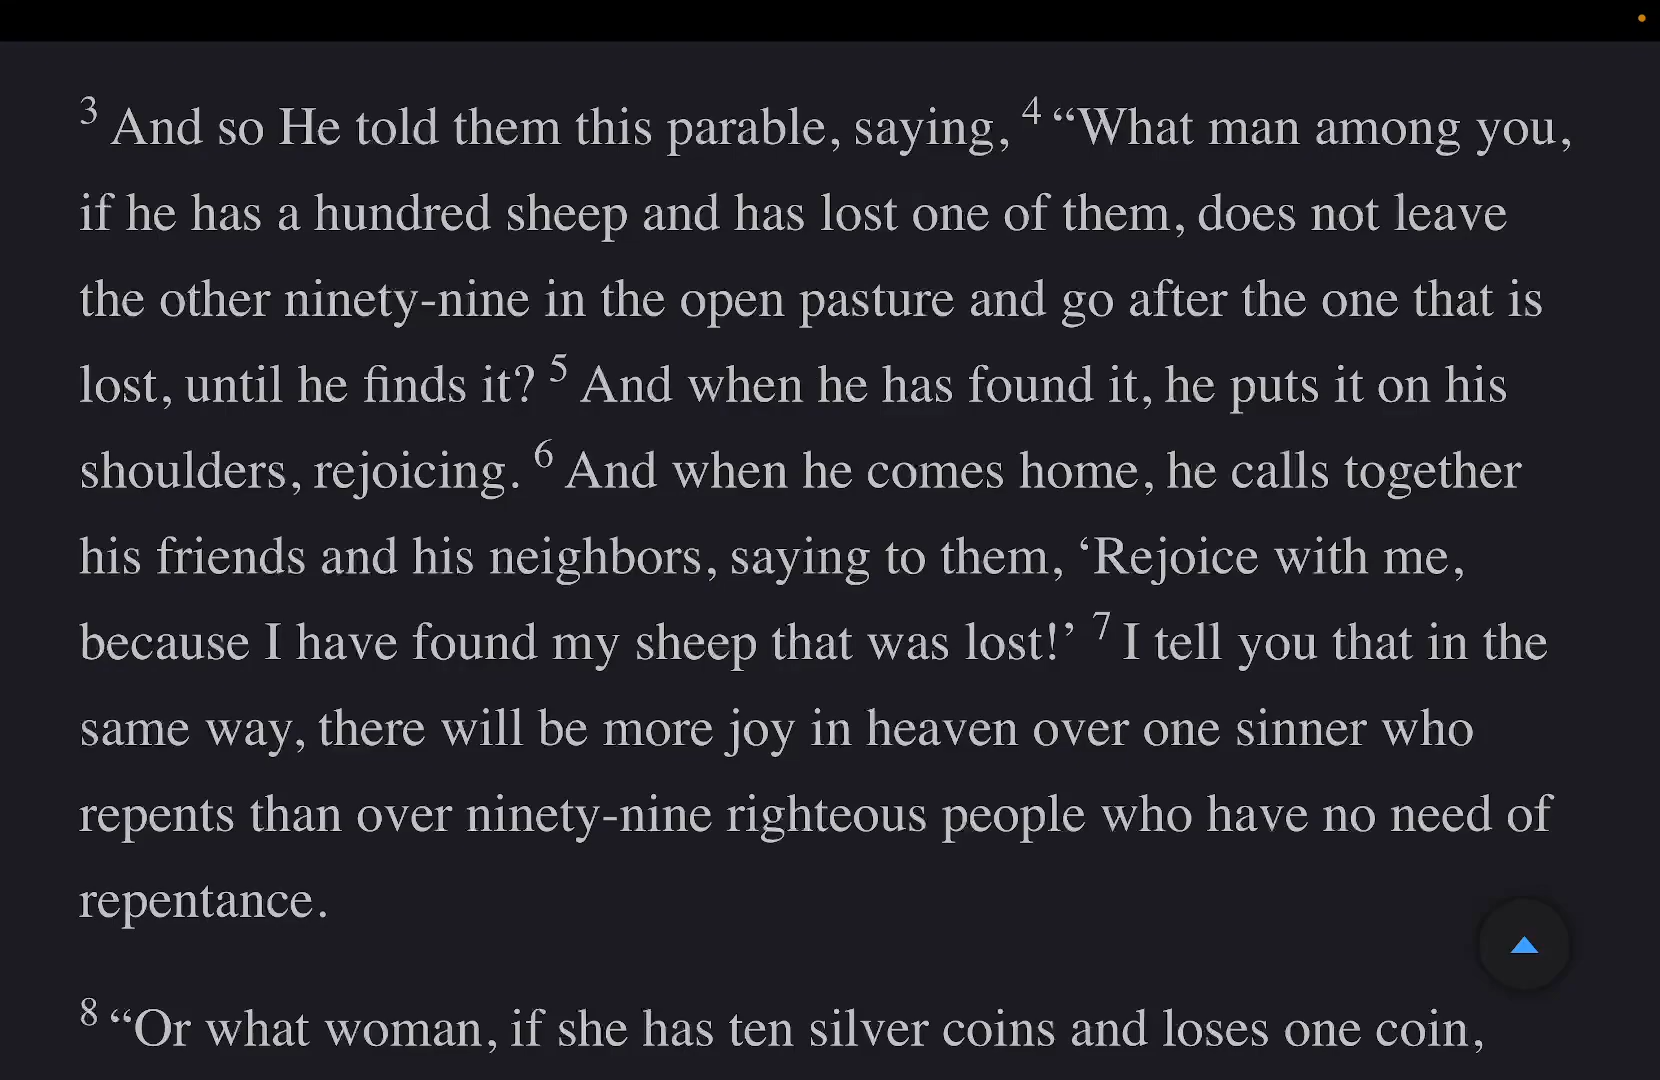 3 And so He told them this parable, saying, 4 “What man among you,
if he has a hundred sheep and has lost one of them, does not leave
the other ninety-nine in the open pasture and go after the one that is
lost, until he finds it? 5 And when he has found it, he puts it on his
shoulders, rejoicing. 6 And when he comes home, he calls together
his friends and his neighbors, saying to them, ‘Rejoice with me,
because I have found my sheep that was lost!’ 7 I tell you that in the
same way, there will be more joy in heaven over one sinner who
repents than over ninety-nine righteous people who have no need of
repentance.
8 “Or what woman, if she has ten silver coins and loses one coin,